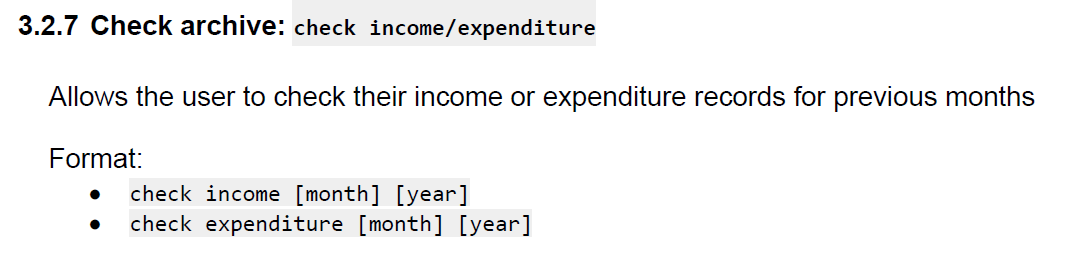 3.2.7 Check archive: check income/expenditure
Allows the user to check their income or expenditure records for previous months
Format:
● check income [month] [year]
● check expenditure [month] [year]